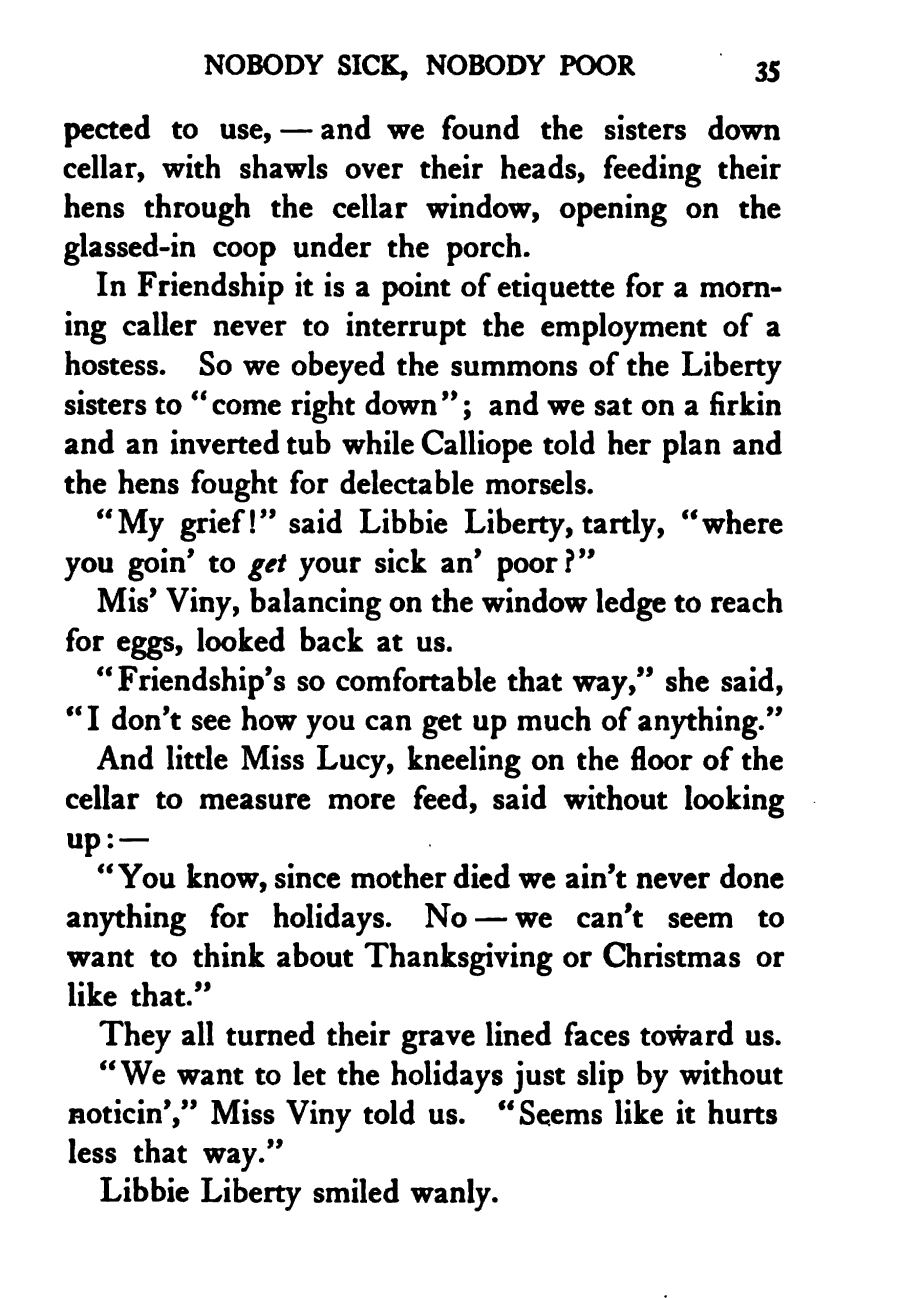 NOBODY SICK, NOBODY POOR 35
pected to use, — and we found the sisters down
cellar, with shawls over their heads, feeding their
hens through the cellar window, opening on the
glassed-in coop under the porch.
In Friendship it is a point of etiquette for a morn-
ing caller never to interrupt the employment of a
hostess. So we obeyed the summons of the Liberty
sisters to "come right down"; and we sat on a firkin
and an inverted tub while Calliope told her plan and
the hens fought for delectable morsels.
"My grief!" said Libbie Liberty, tartly, "where
you goin' to get your sick an' poor?"
Mis' Viny, balancing on the window ledge to reach
for eggs, looked back at us.
"Friendship's so comfortable that way," she said,
"I don't see how you can get up much of anything."
And little Miss Lucy, kneeling on the floor of the
cellar to measure more feed, said without looking
up: —
"You know, since mother died we ain't never done
anything for holidays. No — we can't seem to
want to think about Thanksgiving or Christmas or
like that."
They all turned their grave lined faces toward us.
"We want to let the holidays just slip by without
noticin'," Miss Viny told us. "Seems like it hurts
less that way."
Libbie Liberty smiled wanly.